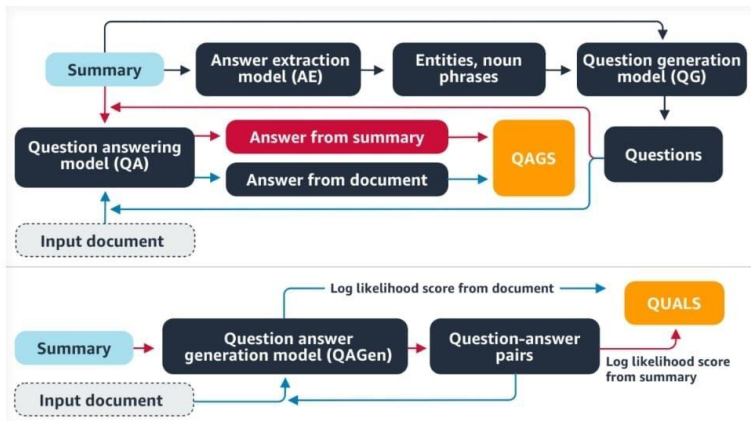 Summary
Answer extraction
model (AE)
Entities, noun
phrases
Question generation
model (QG)
Question answering
model (QA)
Answer from summary
Answer from document
QAGS
Questions
Input document
Log likelihood score from document
QUALS
Summary
Question answer
generation model (QAGen)
Question-answer
pairs
Log likelihood score
from summary
Input document